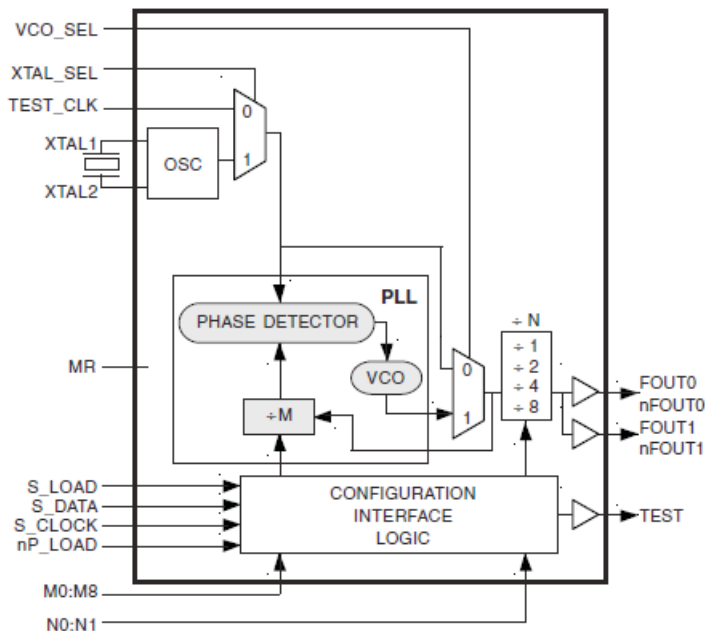 VCO_SEL
XTAL_SEL
TEST_CLK
0
XTAL1
OSC
1
XTAL2
PLL
PHASE DETECTOR
÷ N
÷ 1
÷ 2
÷ 4
÷ 8
MR
VCO
0
1
÷M
FOUT0
nFOUT0
FOUT1
nFOUT1
S_LOAD
S_DATA
S_CLOCK
nP_LOAD
CONFIGURATION
INTERFACE
LOGIC
TEST
M0:M8
N0:N1